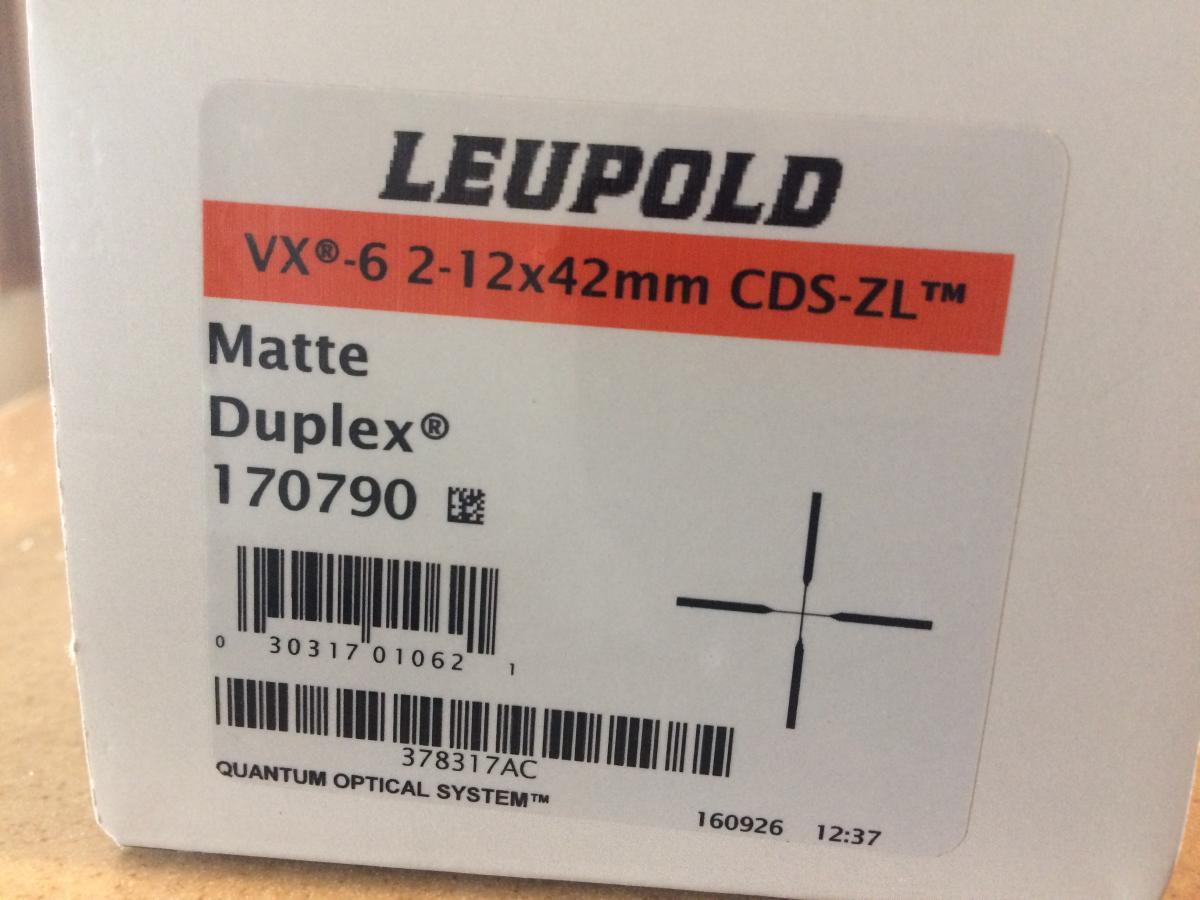 LEUPOLD
VX®-6 2-12x42mm CDS-ZL™
Matte
Duplex®
170790
0 30317 01062 1
378317AC
QUANTUM OPTICAL SYSTEM™
160926 12:37